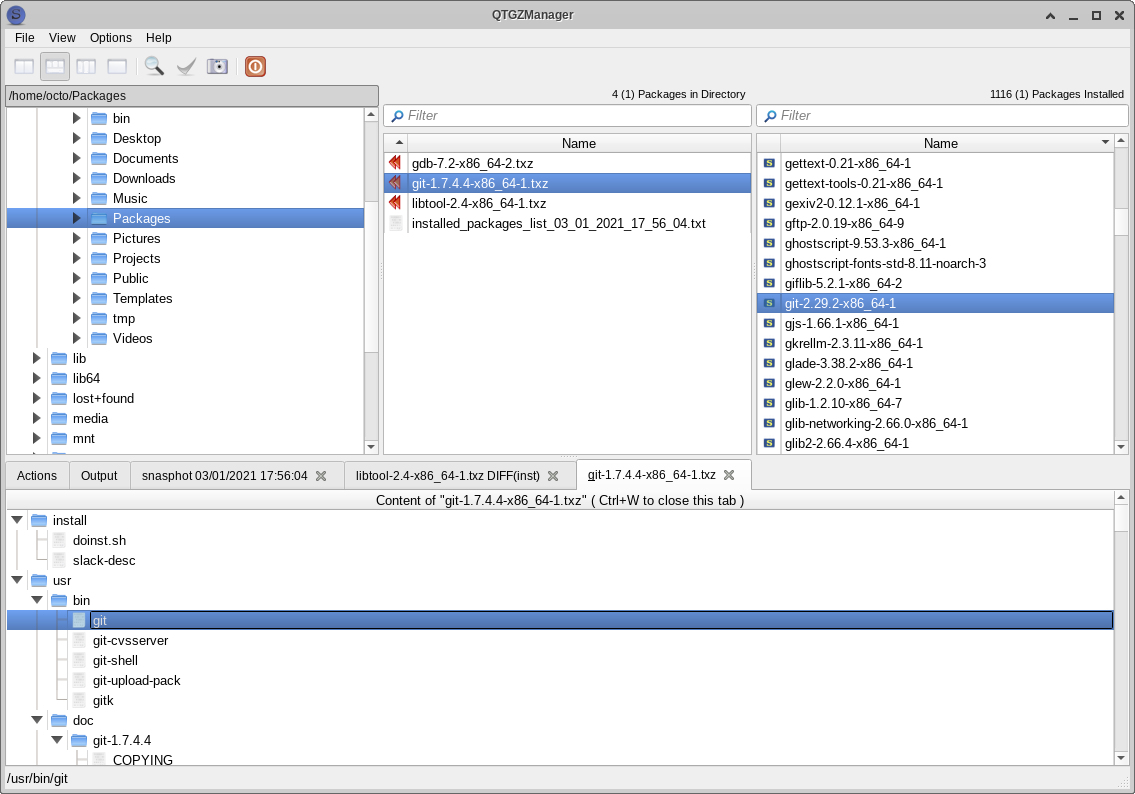 QTGZManager
File View Options Help
/home/octo/Packages
bin
Desktop
Documents
Downloads
Music
Packages
Pictures
Projects
Public
Templates
tmp
Videos
lib
lib64
lost+found
media
mnt
4 (1) Packages in Directory
Filter
Name
gdb-7.2-x86_64-2.txz
git-1.7.4.4-x86_64-1.txz
libtool-2.4-x86_64-1.txz
installed_packages_list_03_01_2021_17_56_04.txt
1116 (1) Packages Installed
Filter
Name
gettext-0.21-x86_64-1
gettext-tools-0.21-x86_64-1
gexiv2-0.12.1-x86_64-1
gftp-2.0.19-x86_64-9
ghostscript-9.53.3-x86_64-1
ghostscript-fonts-std-8.11-noarch-3
giflib-5.2.1-x86_64-2
git-2.29.2-x86_64-1
gjs-1.66.1-x86_64-1
gkrellm-2.3.11-x86_64-1
glade-3.38.2-x86_64-1
glew-2.2.0-x86_64-1
glib-1.2.10-x86_64-7
glib-networking-2.66.0-x86_64-1
glib2-2.66.4-x86_64-1
Actions Output snasphot 03/01/2021 17:56:04 libtool-2.4-x86_64-1.txz DIFF(inst) git-1.7.4.4-x86_64-1.txz
Content of "git-1.7.4.4-x86_64-1.txz" ( Ctrl+W to close this tab )
install
doinst.sh
slack-desc
usr
bin
git
git-cvsserver
git-shell
git-upload-pack
gitk
doc
git-1.7.4.4
COPYING
/usr/bin/git